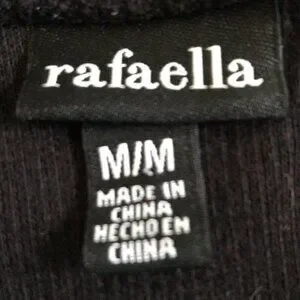 rafaella
M/M
MADE IN
CHINA
HECHO EN
CHINA